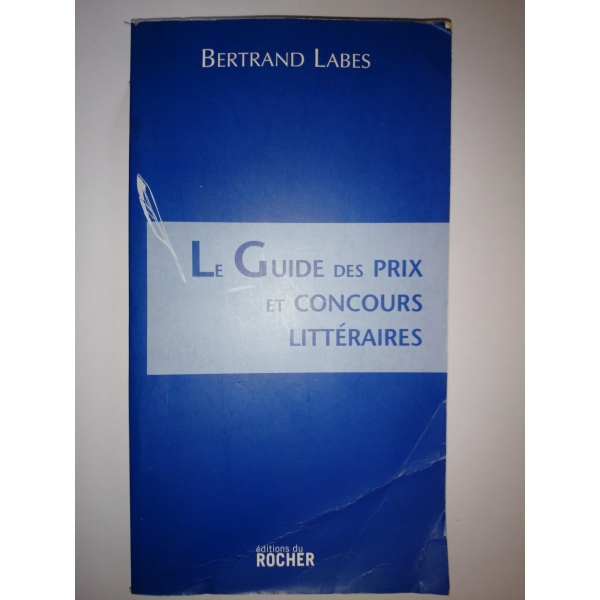 BERTRAND LABES
LE GUIDE DES PRIX
ET CONCOURS
LITTÉRAIRES
éditions du
ROCHER